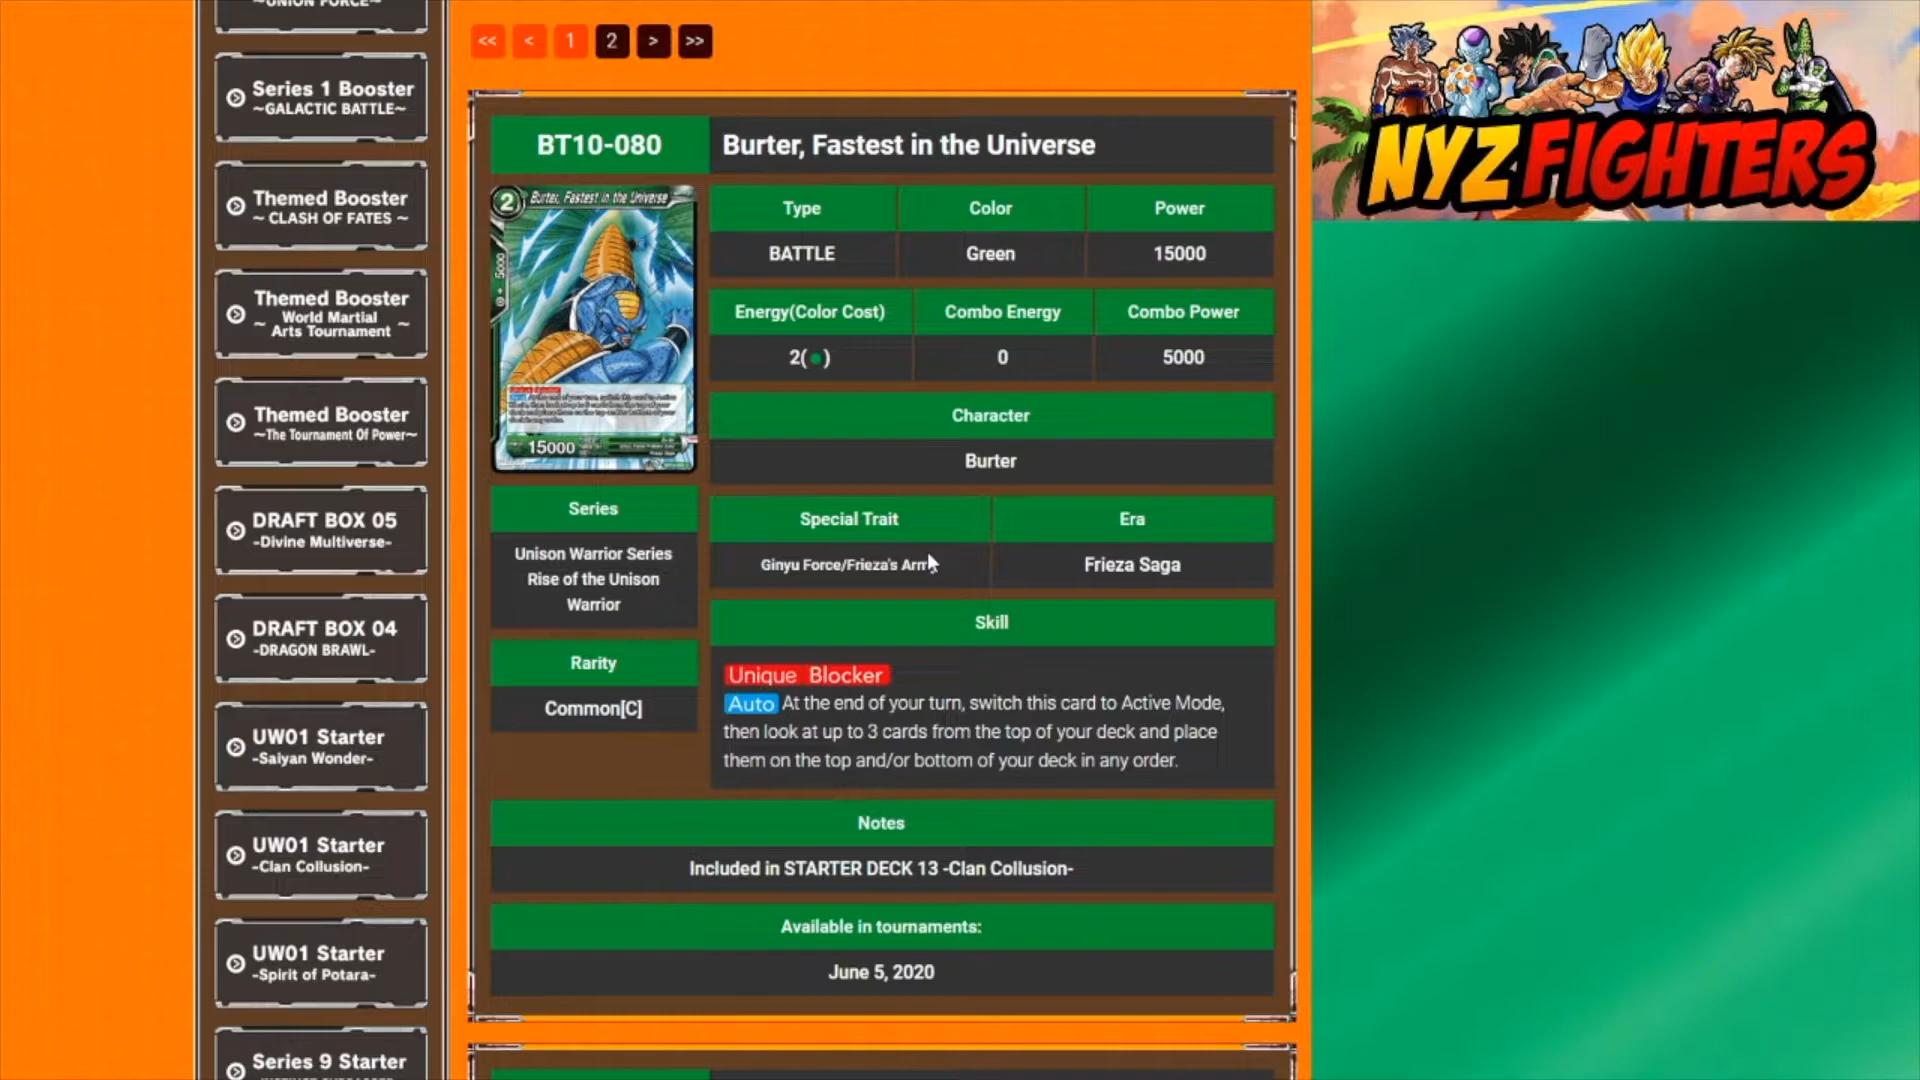 ~UNION FORCE~
Series 1 Booster
~GALACTIC BATTLE~
Themed Booster
~ CLASH OF FATES ~
Themed Booster
~ World Martial ~
Arts Tournament
Themed Booster
~The Tournament Of Power~
DRAFT BOX 05
-Divine Multiverse-
DRAFT BOX 04
-DRAGON BRAWL-
UW01 Starter
-Saiyan Wonder-
UW01 Starter
-Clan Collusion-
UW01 Starter
-Spirit of Potara-
Series 9 Starter
<< < 1 2 > >>
BT10-080
Burter, Fastest in the Universe
2 Burter, Fastest in the Universe
5000
15000
Type Color Power
BATTLE Green 15000
Energy(Color Cost) Combo Energy Combo Power
2(●) 0 5000
Character
Burter
Series
Unison Warrior Series
Rise of the Unison
Warrior
Special Trait Era
Ginyu Force/Frieza's Arm Frieza Saga
Rarity
Common[C]
Skill
Unique Blocker
Auto At the end of your turn, switch this card to Active Mode,
then look at up to 3 cards from the top of your deck and place
them on the top and/or bottom of your deck in any order.
Notes
Included in STARTER DECK 13 -Clan Collusion-
Available in tournaments:
June 5, 2020
NYZ FIGHTERS